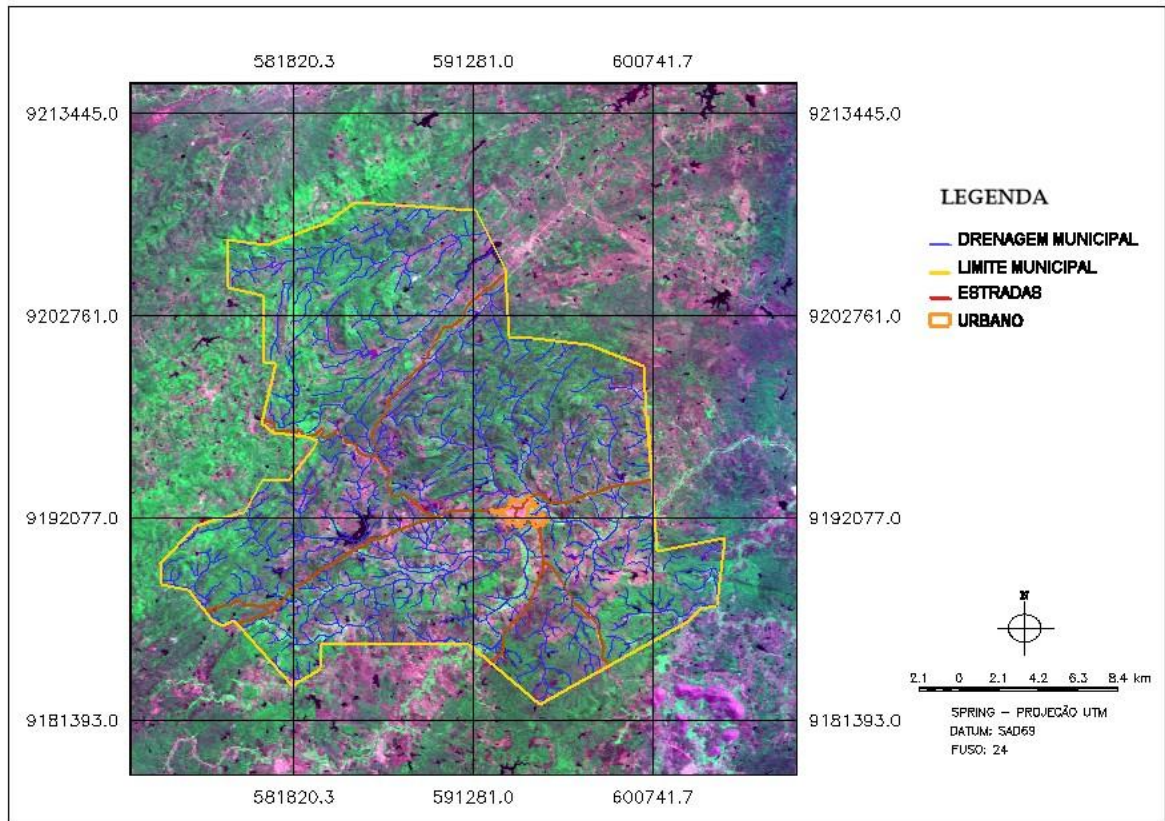 581820.3 591281.0 600741.7
9213445.0 9213445.0
LEGENDA
DRENAGEM MUNICIPAL
LIMITE MUNICIPAL
ESTRADAS
URBANO
9202761.0 9202761.0
9192077.0 9192077.0
N
2.1 0 2.1 4.2 6.3 8.4 km
SPRING - PROJEÇÃO UTM
DATUM: SAD69
FUSO: 24
9181393.0 9181393.0
581820.3 591281.0 600741.7